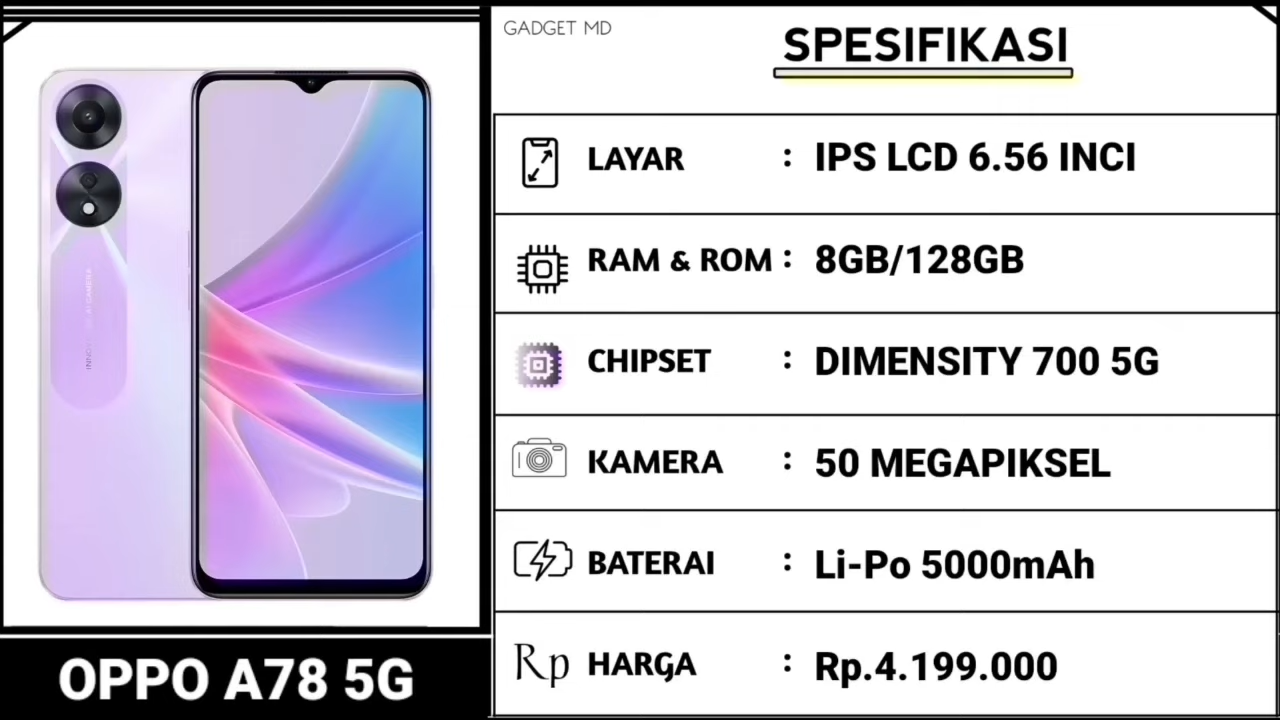 GADGET MD
SPESIFIKASI
LAYAR : IPS LCD 6.56 INCI
RAM & ROM : 8GB/128GB
CHIPSET : DIMENSITY 700 5G
KAMERA : 50 MEGAPIKSEL
BATERAI : Li-Po 5000mAh
Rp HARGA : Rp.4.199.000
OPPO A78 5G